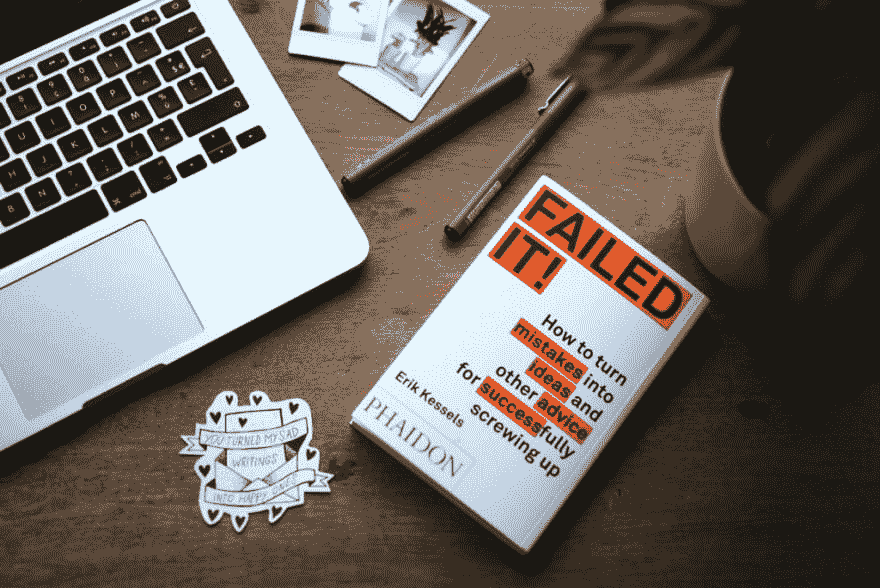 FAILED
IT!
How to turn
mistakes into
ideas and
other advice
for successfully
screwing up
Erik Kessels
PHAIDON
YOU TURNED MY SAD
WRITINGS
INTO HAPPY ONES